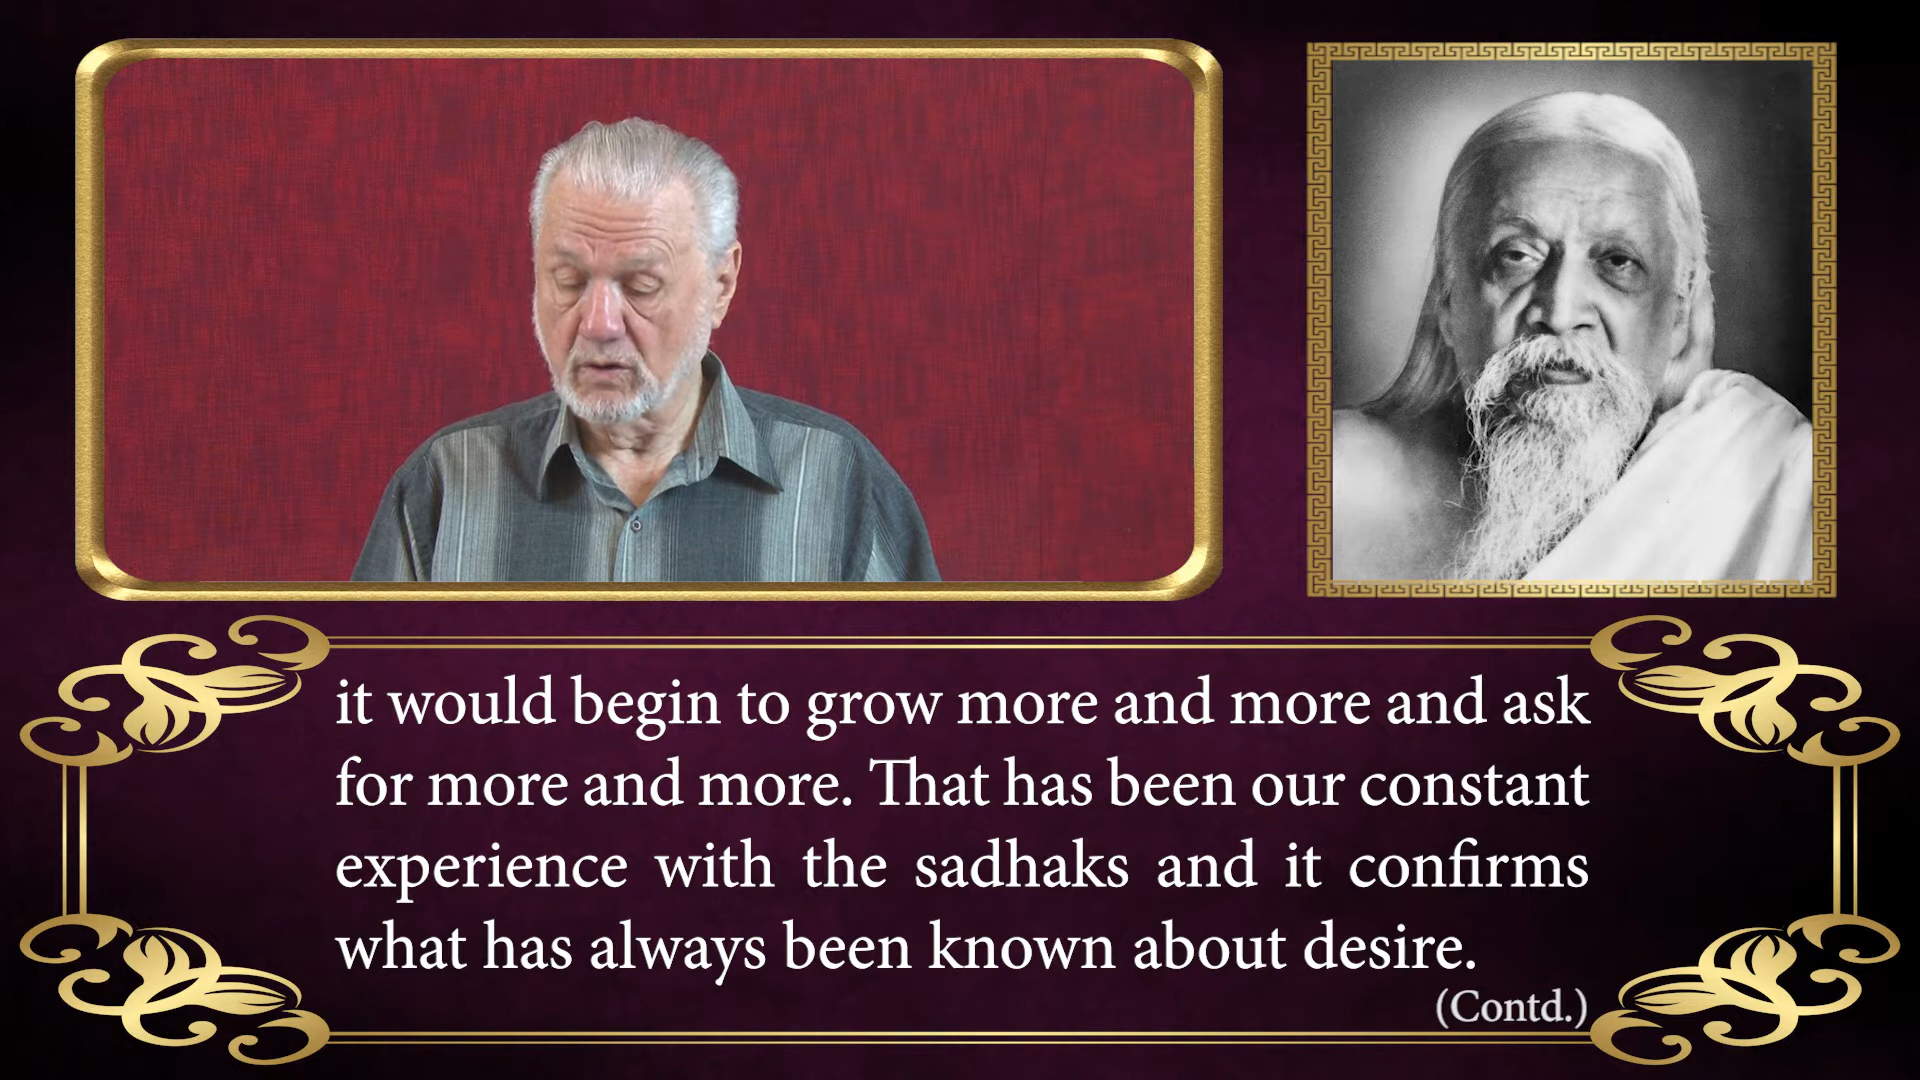 it would begin to grow more and more and ask
for more and more. That has been our constant
experience with the sadhaks and it confirms
what has always been known about desire.
(Contd.)